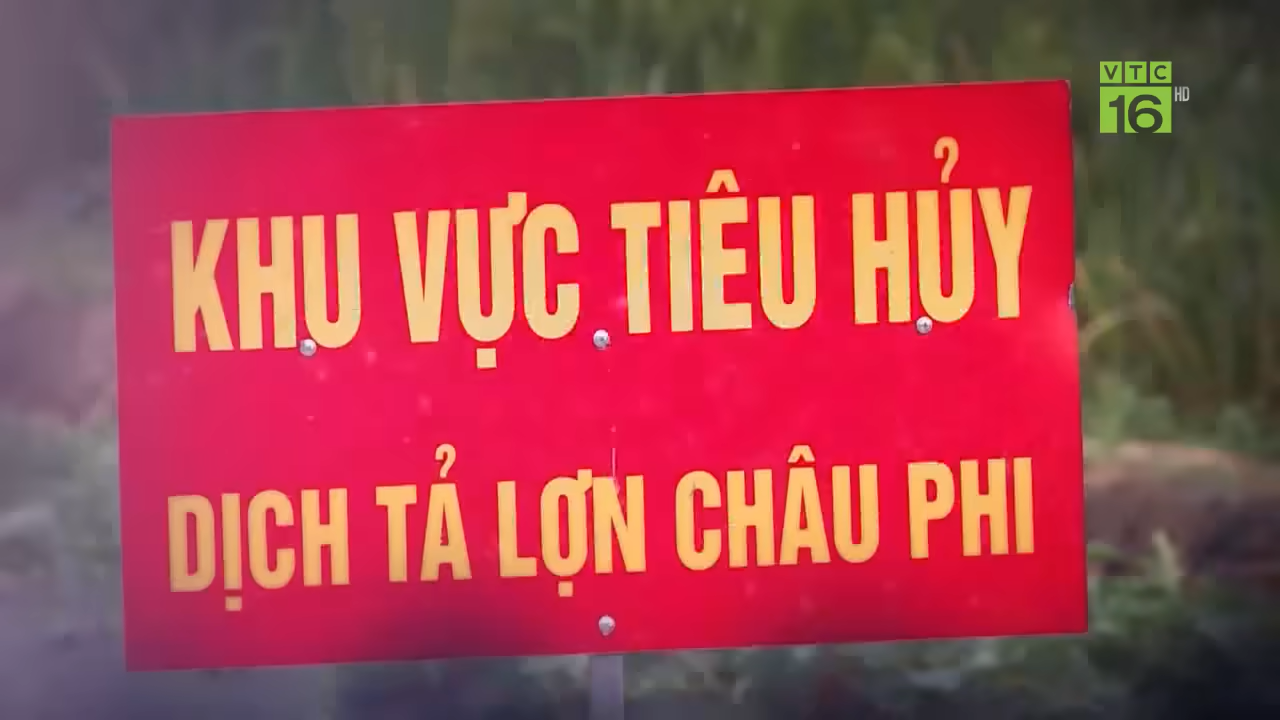 VTC
16 HD
KHU VỰC TIÊU HỦY
DỊCH TẢ LỢN CHÂU PHI